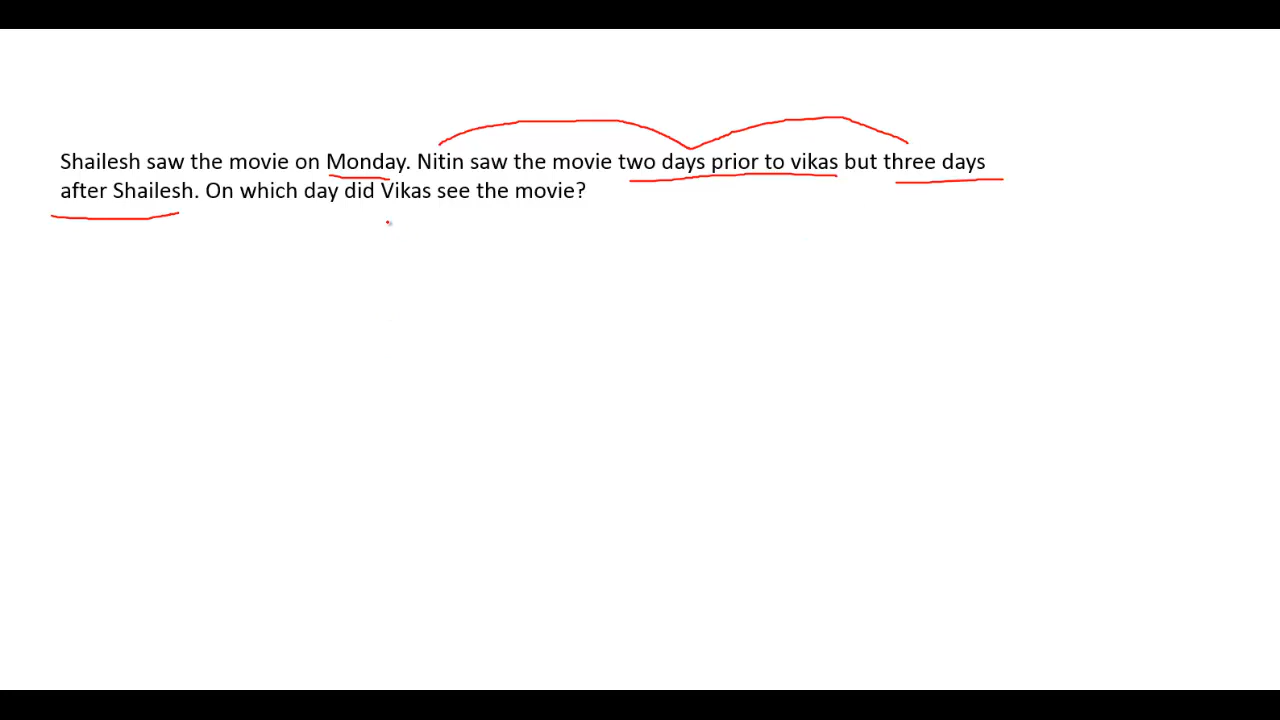 Shailesh saw the movie on Monday. Nitin saw the movie two days prior to vikas but three days
after Shailesh. On which day did Vikas see the movie?